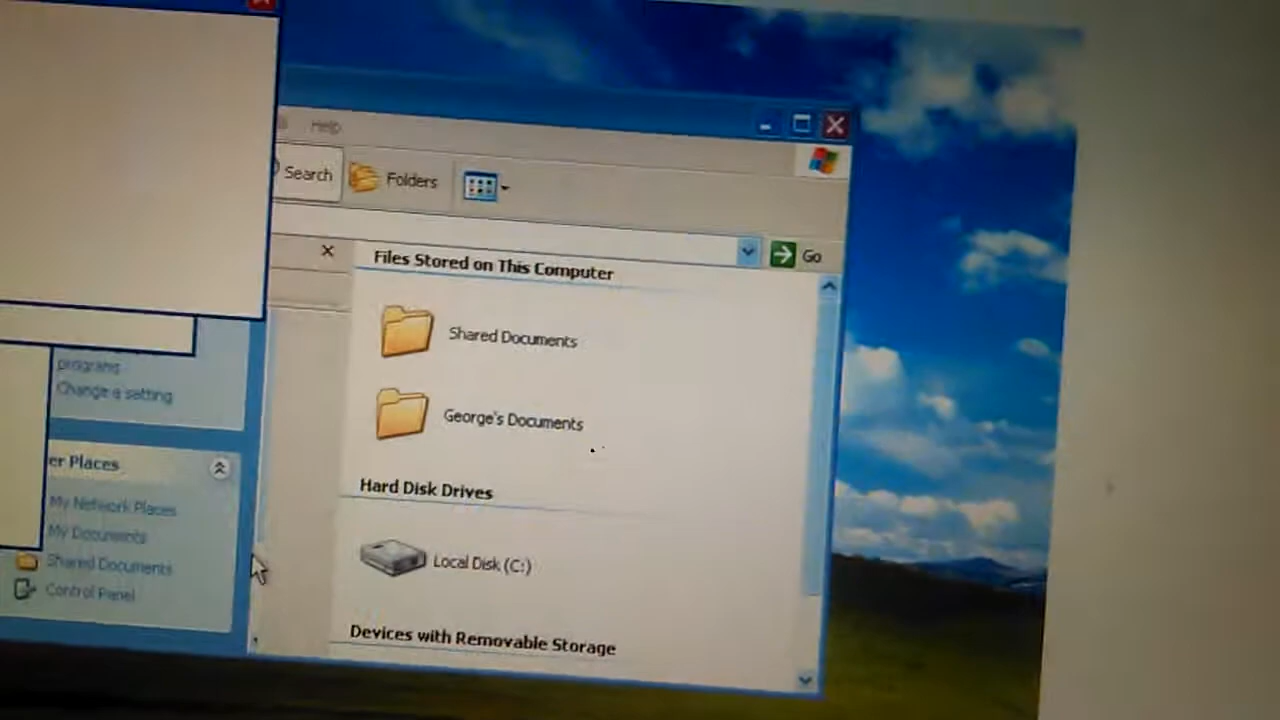 Help
Search
Folders
Go
Files Stored on This Computer
Shared Documents
George's Documents
Hard Disk Drives
Local Disk (C:)
Devices with Removable Storage
programs
Change a setting
er Places
My Network Places
My Documents
Shared Documents
Control Panel